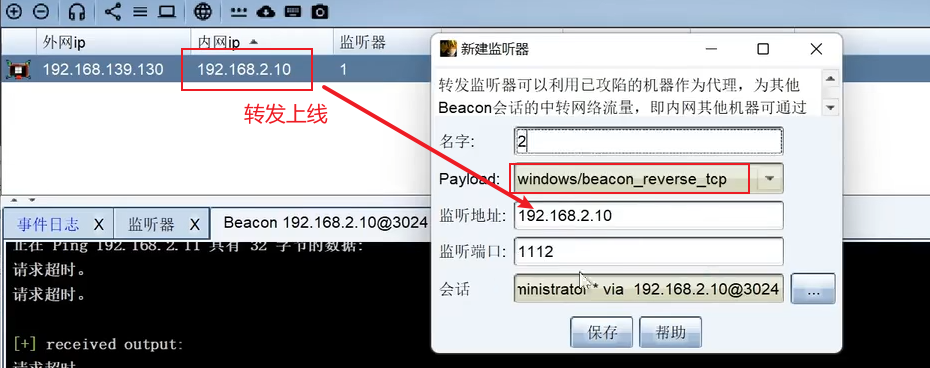 外网ip 内网ip 监听器
192.168.139.130 192.168.2.10 1
转发上线
新建监听器
转发监听器可以利用已攻陷的机器作为代理，为其他
Beacon会话的中转网络流量，即内网其他机器可通过
名字: 2
Payload: windows/beacon_reverse_tcp
监听地址: 192.168.2.10
监听端口: 1112
会话 ministrator * via 192.168.2.10@3024 ...
保存 帮助
事件日志 X 监听器 X Beacon 192.168.2.10@3024
正在 Ping 192.168.2.11 具有 32 字节的数据:
请求超时。
请求超时。
[+] received output:
请求超时。